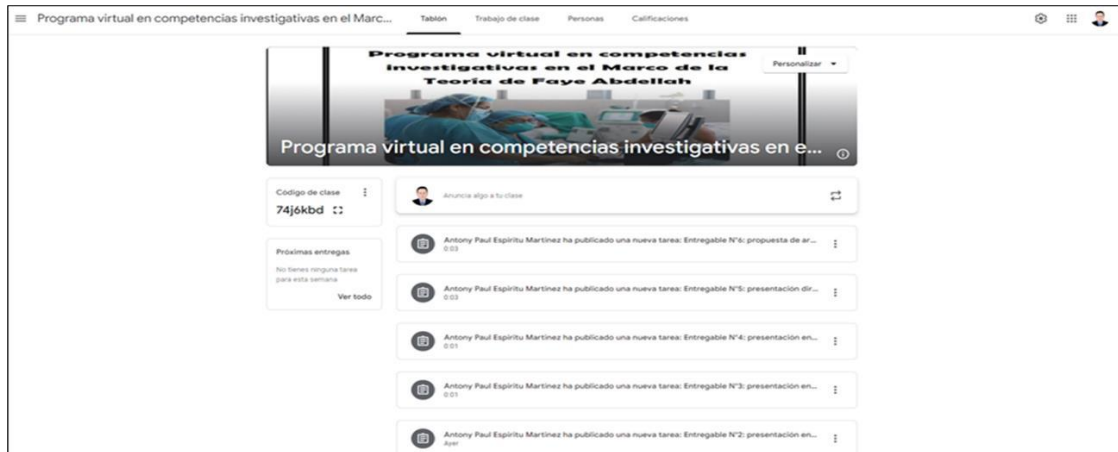 Programa virtual en competencias investigativas en el Marc...
Tablón
Trabajo de clase
Personas
Calificaciones
Programa virtual en competencias
investigativas en el Marco de la
Teoría de Faye Abdellah
Personalizar
Programa virtual en competencias investigativas en e...
Código de clase
74j6kbd
Próximas entregas
No tienes ninguna tarea
para esta semana
Ver todo
Anuncia algo a tu clase
Antony Paul Espiritu Martinez ha publicado una nueva tarea: Entregable N°6: propuesta de ar...
0:03
Antony Paul Espiritu Martinez ha publicado una nueva tarea: Entregable N°5: presentación dir...
0:03
Antony Paul Espiritu Martinez ha publicado una nueva tarea: Entregable N°4: presentación en...
0:01
Antony Paul Espiritu Martinez ha publicado una nueva tarea: Entregable N°3: presentación en...
0:01
Antony Paul Espiritu Martinez ha publicado una nueva tarea: Entregable N°2: presentación en...
Ayer